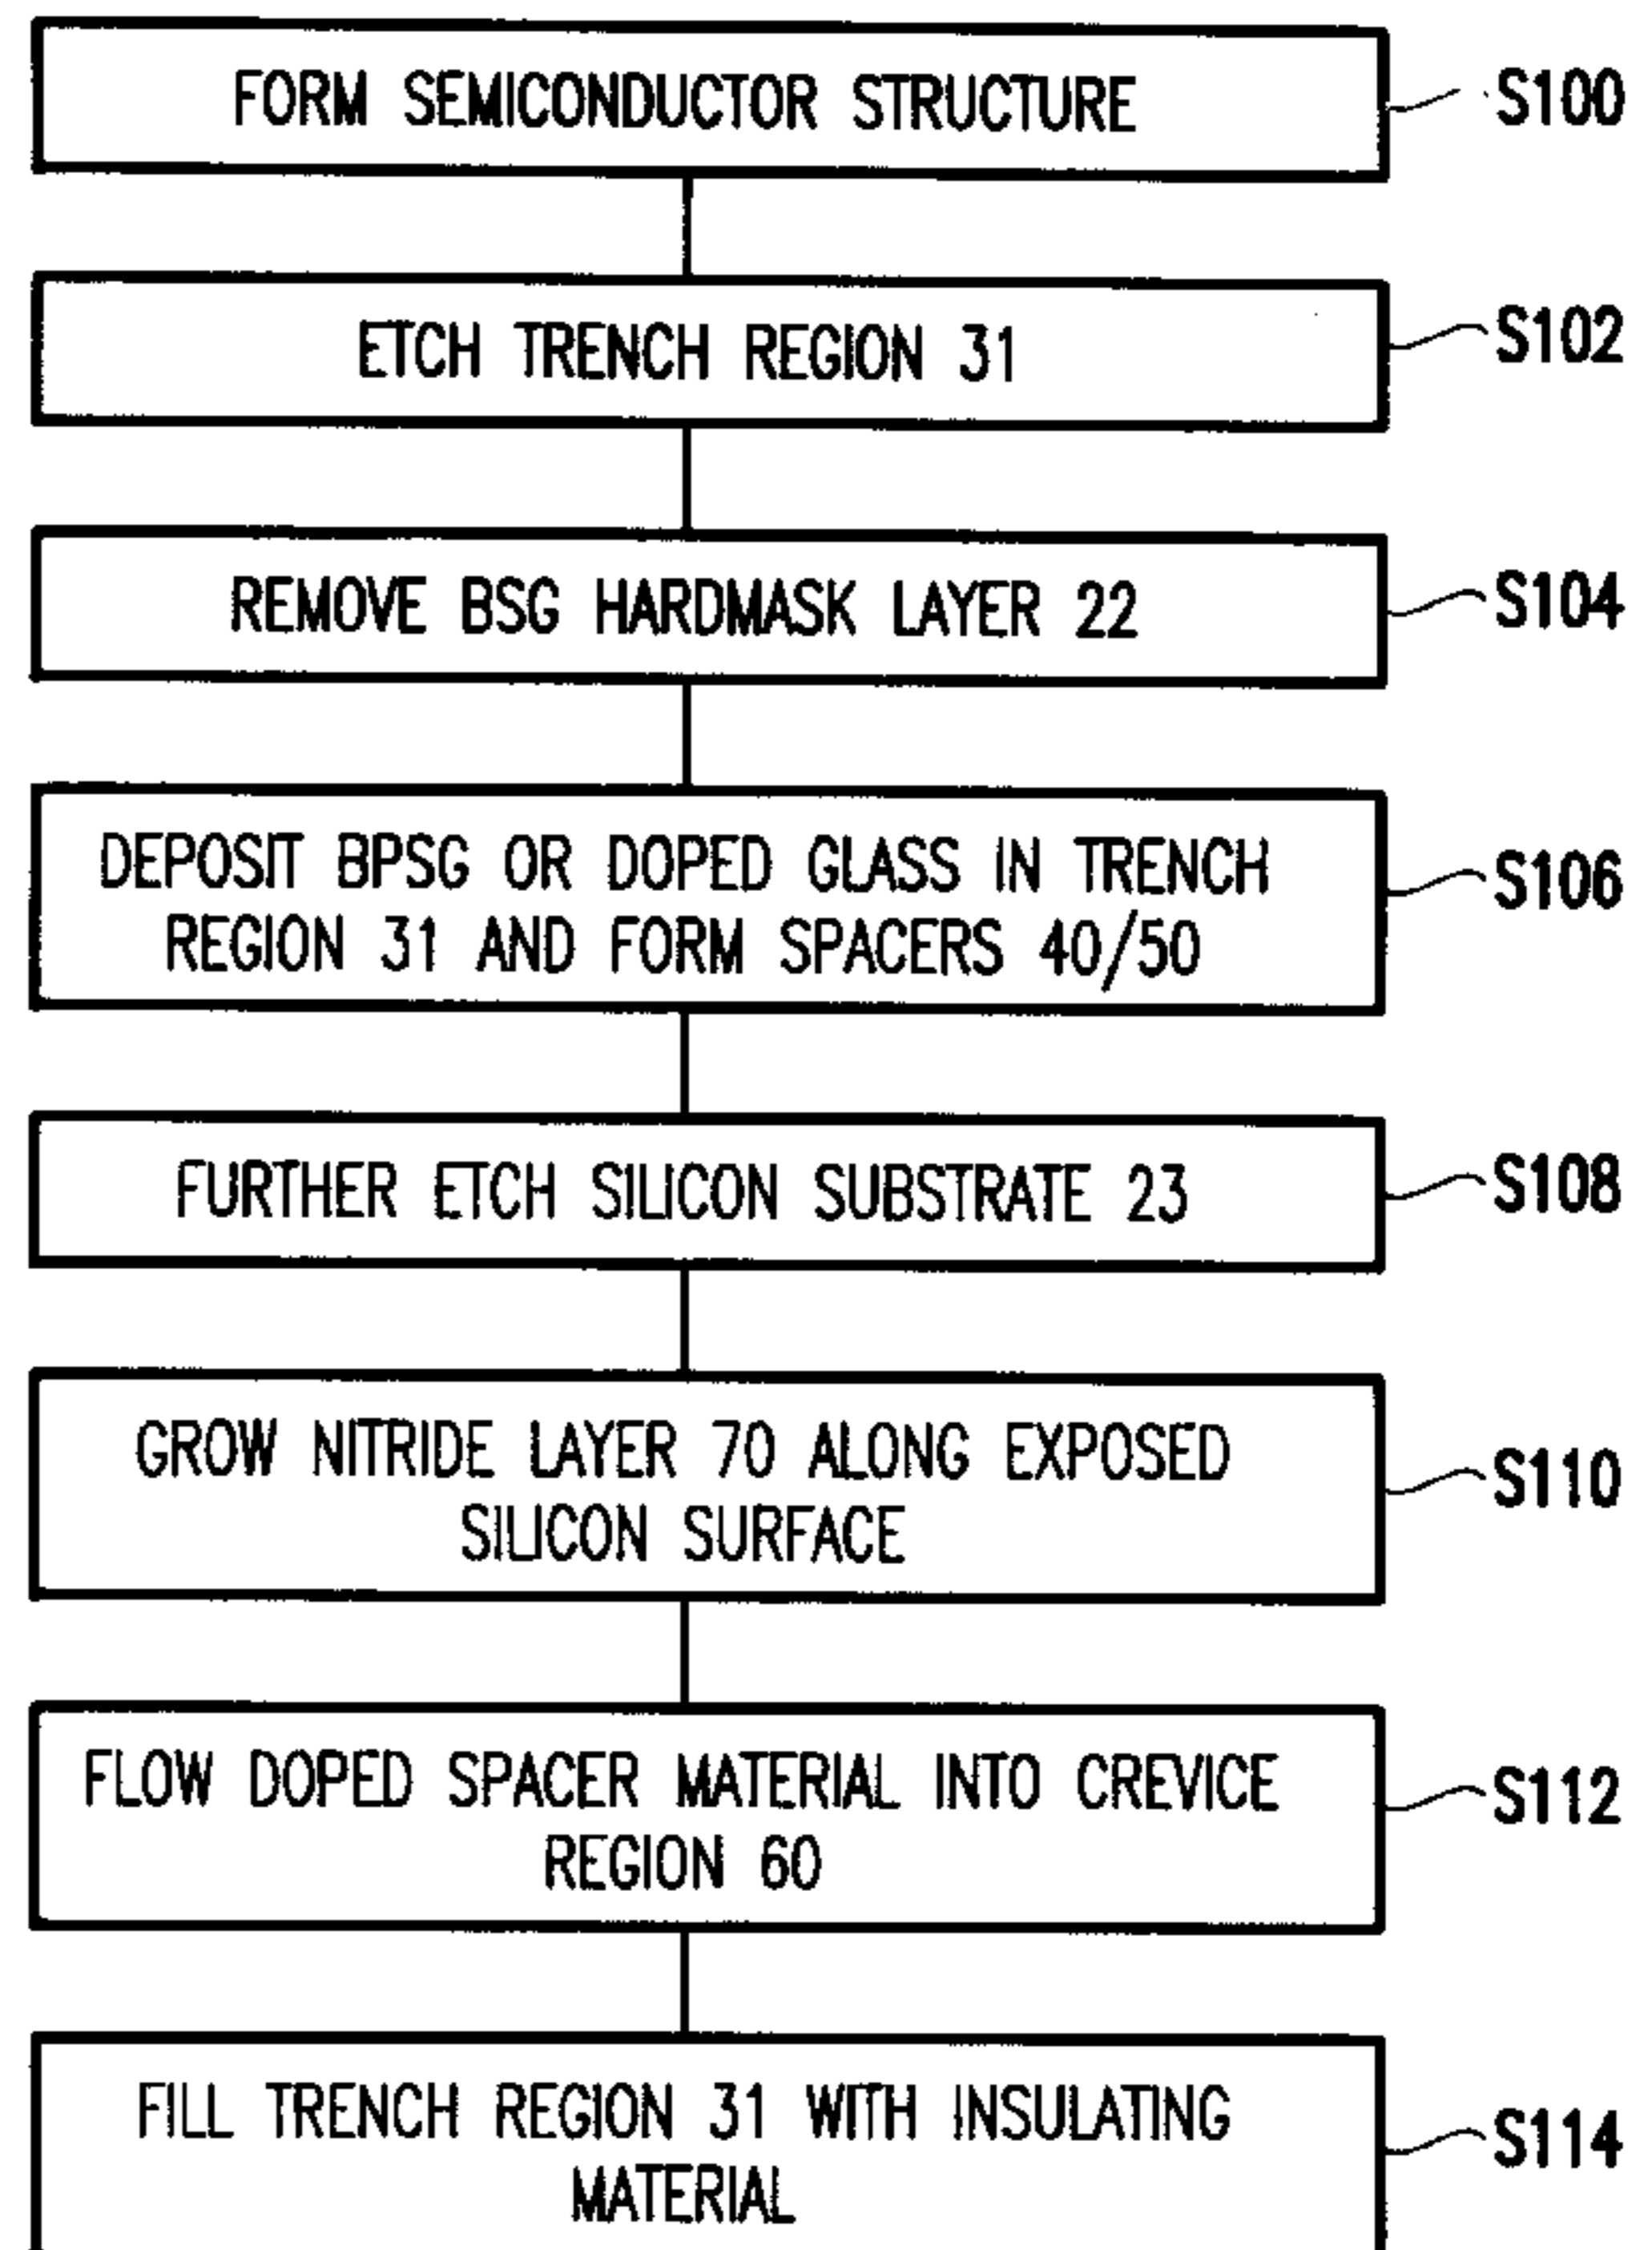 FORM SEMICONDUCTOR STRUCTURE
S100
ETCH TRENCH REGION 31
S102
REMOVE BSG HARDMASK LAYER 22
S104
DEPOSIT BPSG OR DOPED GLASS IN TRENCH
REGION 31 AND FORM SPACERS 40/50
S106
FURTHER ETCH SILICON SUBSTRATE 23
S108
GROW NITRIDE LAYER 70 ALONG EXPOSED
SILICON SURFACE
S110
FLOW DOPED SPACER MATERIAL INTO CREVICE
REGION 60
S112
FILL TRENCH REGION 31 WITH INSULATING
MATERIAL
S114